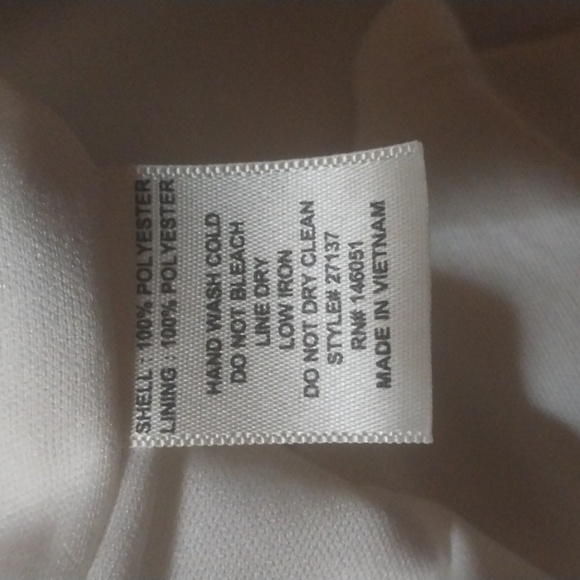 SHELL : 100% POLYESTER
LINING : 100% POLYESTER
HAND WASH COLD
DO NOT BLEACH
LINE DRY
LOW IRON
DO NOT DRY CLEAN
STYLE# 27137
RN# 146051
MADE IN VIETNAM